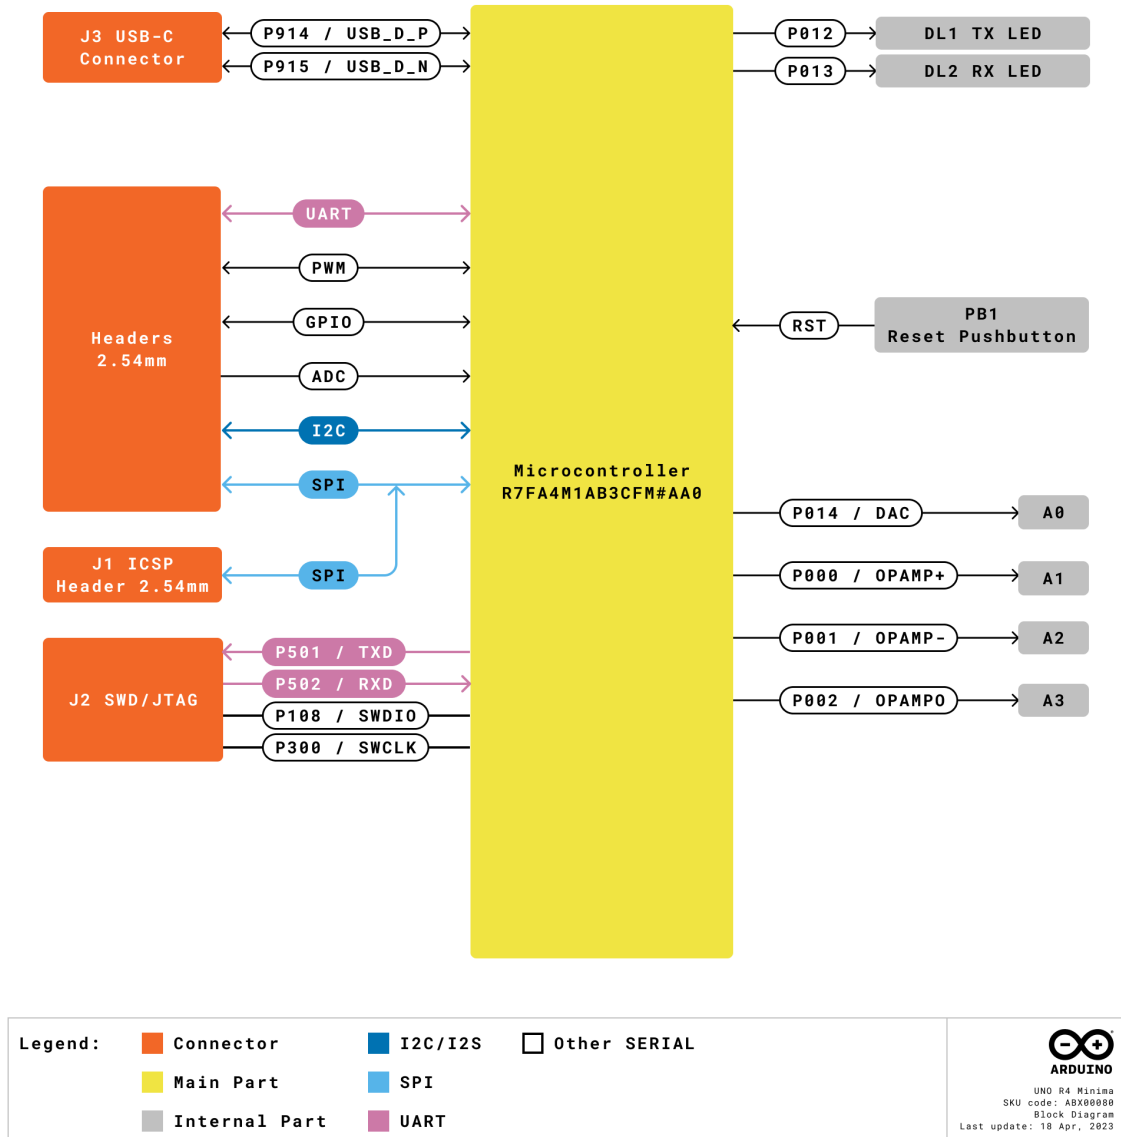 J3 USB-C
Connector
P914 / USB_D_P
P915 / USB_D_N
P012
DL1 TX LED
P013
DL2 RX LED
Headers
2.54mm
UART
PWM
GPIO
ADC
I2C
SPI
J1 ICSP
Header 2.54mm
SPI
J2 SWD/JTAG
P501 / TXD
P502 / RXD
P108 / SWDIO
P300 / SWCLK
Microcontroller
R7FA4M1AB3CFM#AA0
RST
PB1
Reset Pushbutton
P014 / DAC
A0
P000 / OPAMP+
A1
P001 / OPAMP-
A2
P002 / OPAMPO
A3
Legend:
Connector
Main Part
Internal Part
I2C/I2S
SPI
UART
Other SERIAL
ARDUINO
UNO R4 Minima
SKU code: ABX00080
Block Diagram
Last update: 18 Apr, 2023